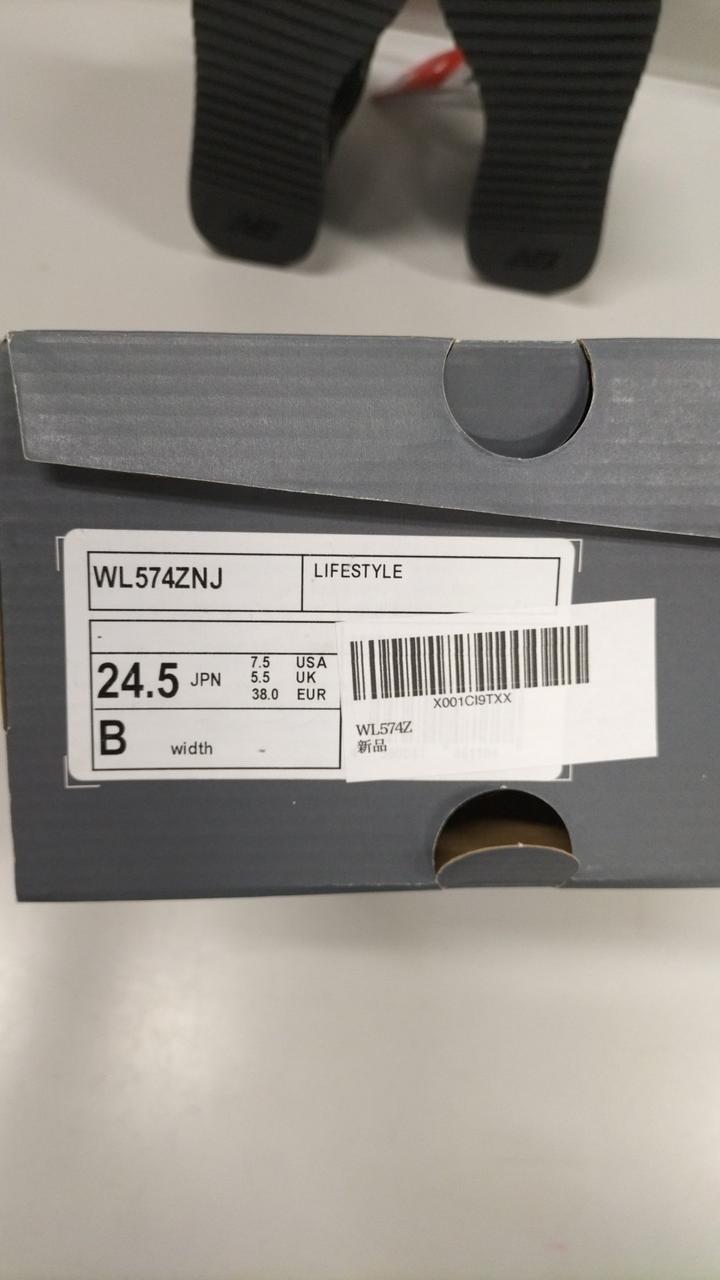 WL574ZNJ
LIFESTYLE
-
24.5 JPN
7.5 USA
5.5 UK
38.0 EUR
B width -
X001CI9TXX
WL574Z
新品